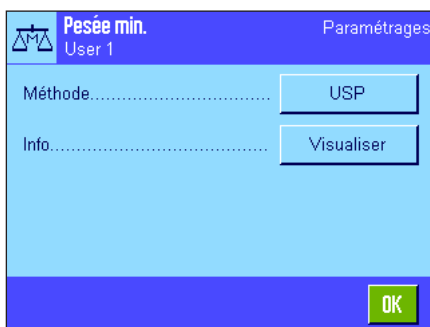 Pesée min. Paramétrages
User 1
Méthode................................ USP
Info....................................... Visualiser
OK